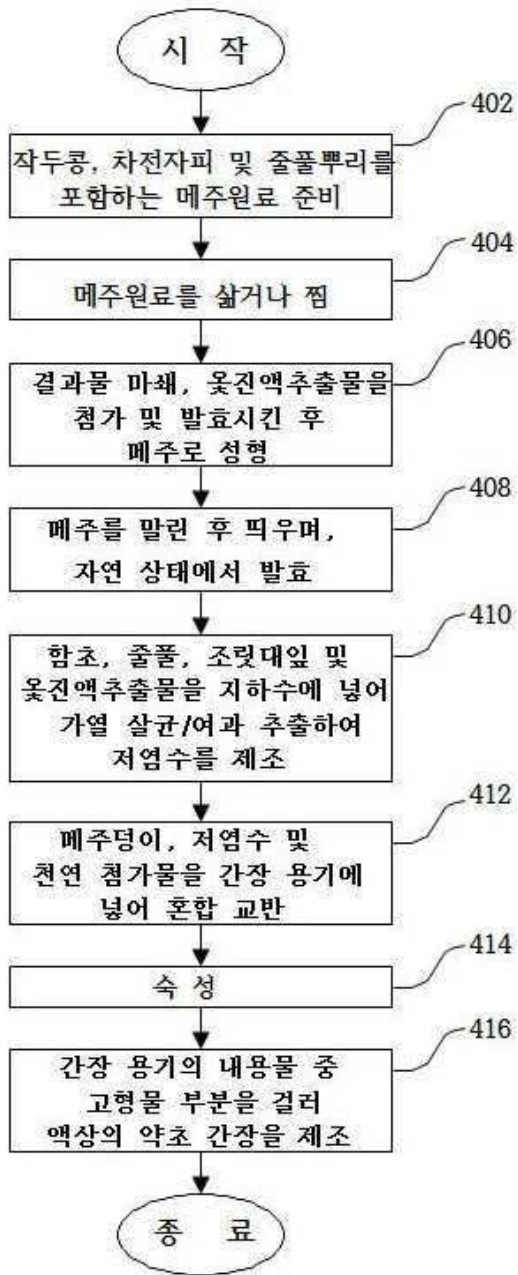 시 작
402
작두콩, 차전자피 및 줄풀뿌리를
포함하는 메주원료 준비
404
메주원료를 삶거나 찜
406
결과물 마쇄, 옻진액추출물을
첨가 및 발효시킨 후
메주로 성형
408
메주를 말린 후 띄우며,
자연 상태에서 발효
410
함초, 줄풀, 조릿대잎 및
옻진액추출물을 지하수에 넣어
가열 살균/여과 추출하여
저염수를 제조
412
메주덩이, 저염수 및
천연 첨가물을 간장 용기에
넣어 혼합 교반
414
숙 성
416
간장 용기의 내용물 중
고형물 부분을 걸러
액상의 약초 간장을 제조
종 료